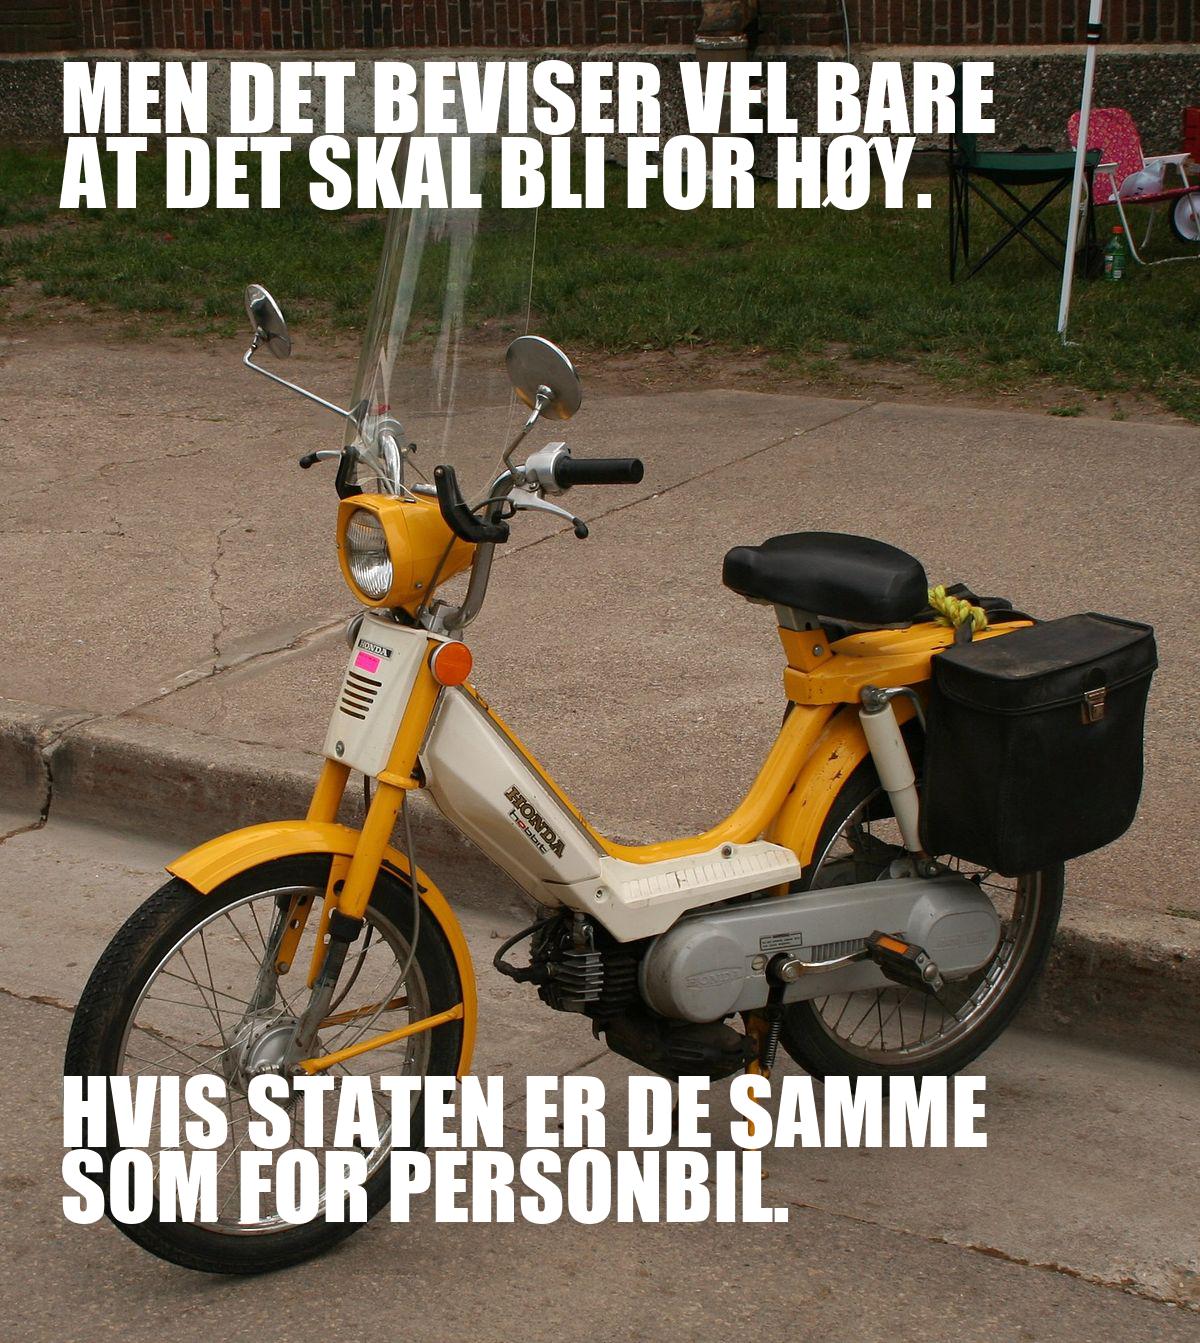 MEN DET BEVISER VEL BARE
AT DET SKAL BLI FOR HØY.
HONDA
HONDA
hobbit
HONDA
HVIS STATEN ER DE SAMME
SOM FOR PERSONBIL.